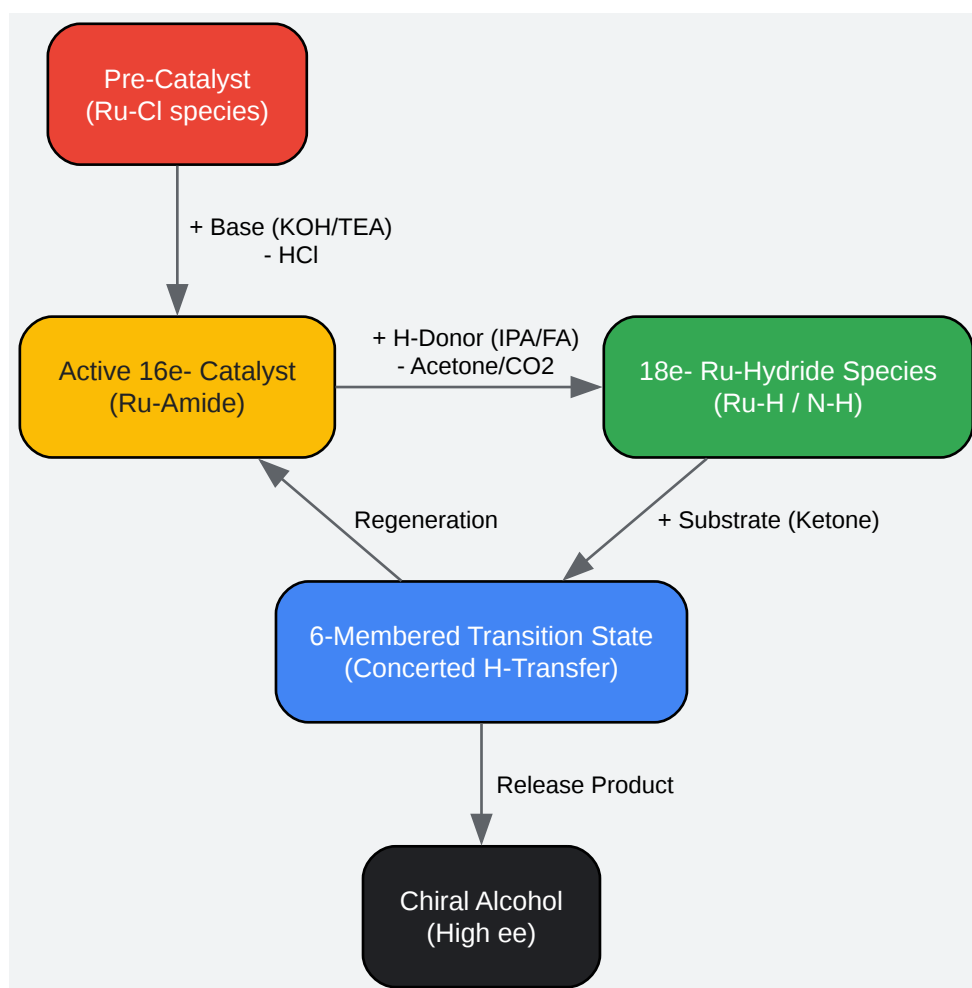 Pre-Catalyst
(Ru-Cl species)
+ Base (KOH/TEA)
- HCl
Active 16e- Catalyst
(Ru-Amide)
+ H-Donor (IPA/FA)
- Acetone/CO2
18e- Ru-Hydride Species
(Ru-H / N-H)
Regeneration
+ Substrate (Ketone)
6-Membered Transition State
(Concerted H-Transfer)
Release Product
Chiral Alcohol
(High ee)